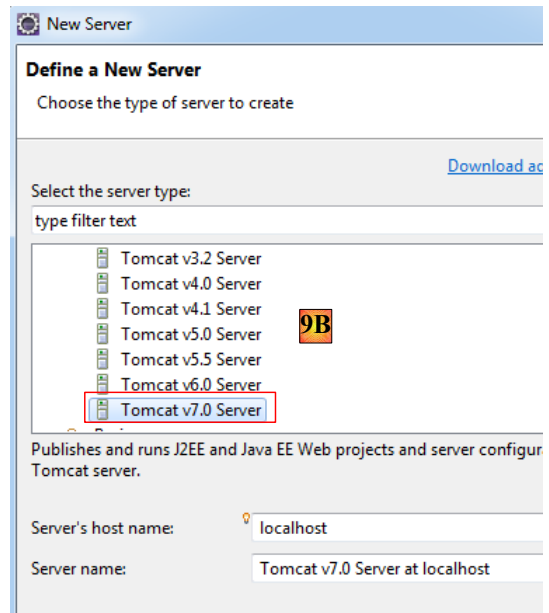 New Server
Define a New Server
Choose the type of server to create
Download
Select the server type:
type filter text
Tomcat v3.2 Server
Tomcat v4.0 Server
Tomcat v4.1 Server
9B
Tomcat v5.0 Server
Tomcat v5.5 Server
Tomcat v6.0 Server
Tomcat v7.0 Server
Publishes and runs J2EE and Java EE Web projects and server
Tomcat server.
Server's host name: localhost
Server name: Tomcat v7.0 Server at localhost